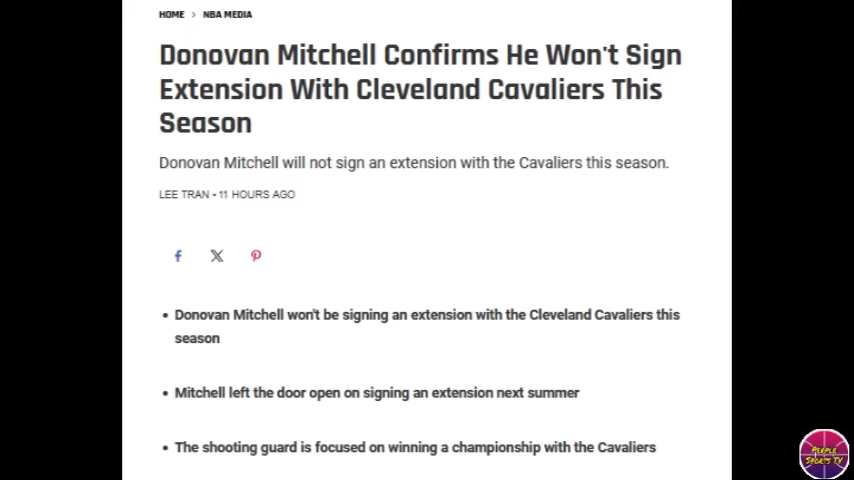 HOME > NBA MEDIA
Donovan Mitchell Confirms He Won't Sign
Extension With Cleveland Cavaliers This
Season
Donovan Mitchell will not sign an extension with the Cavaliers this season.
LEE TRAN • 11 HOURS AGO
• Donovan Mitchell won't be signing an extension with the Cleveland Cavaliers this
season
• Mitchell left the door open on signing an extension next summer
• The shooting guard is focused on winning a championship with the Cavaliers
SPORTS TV